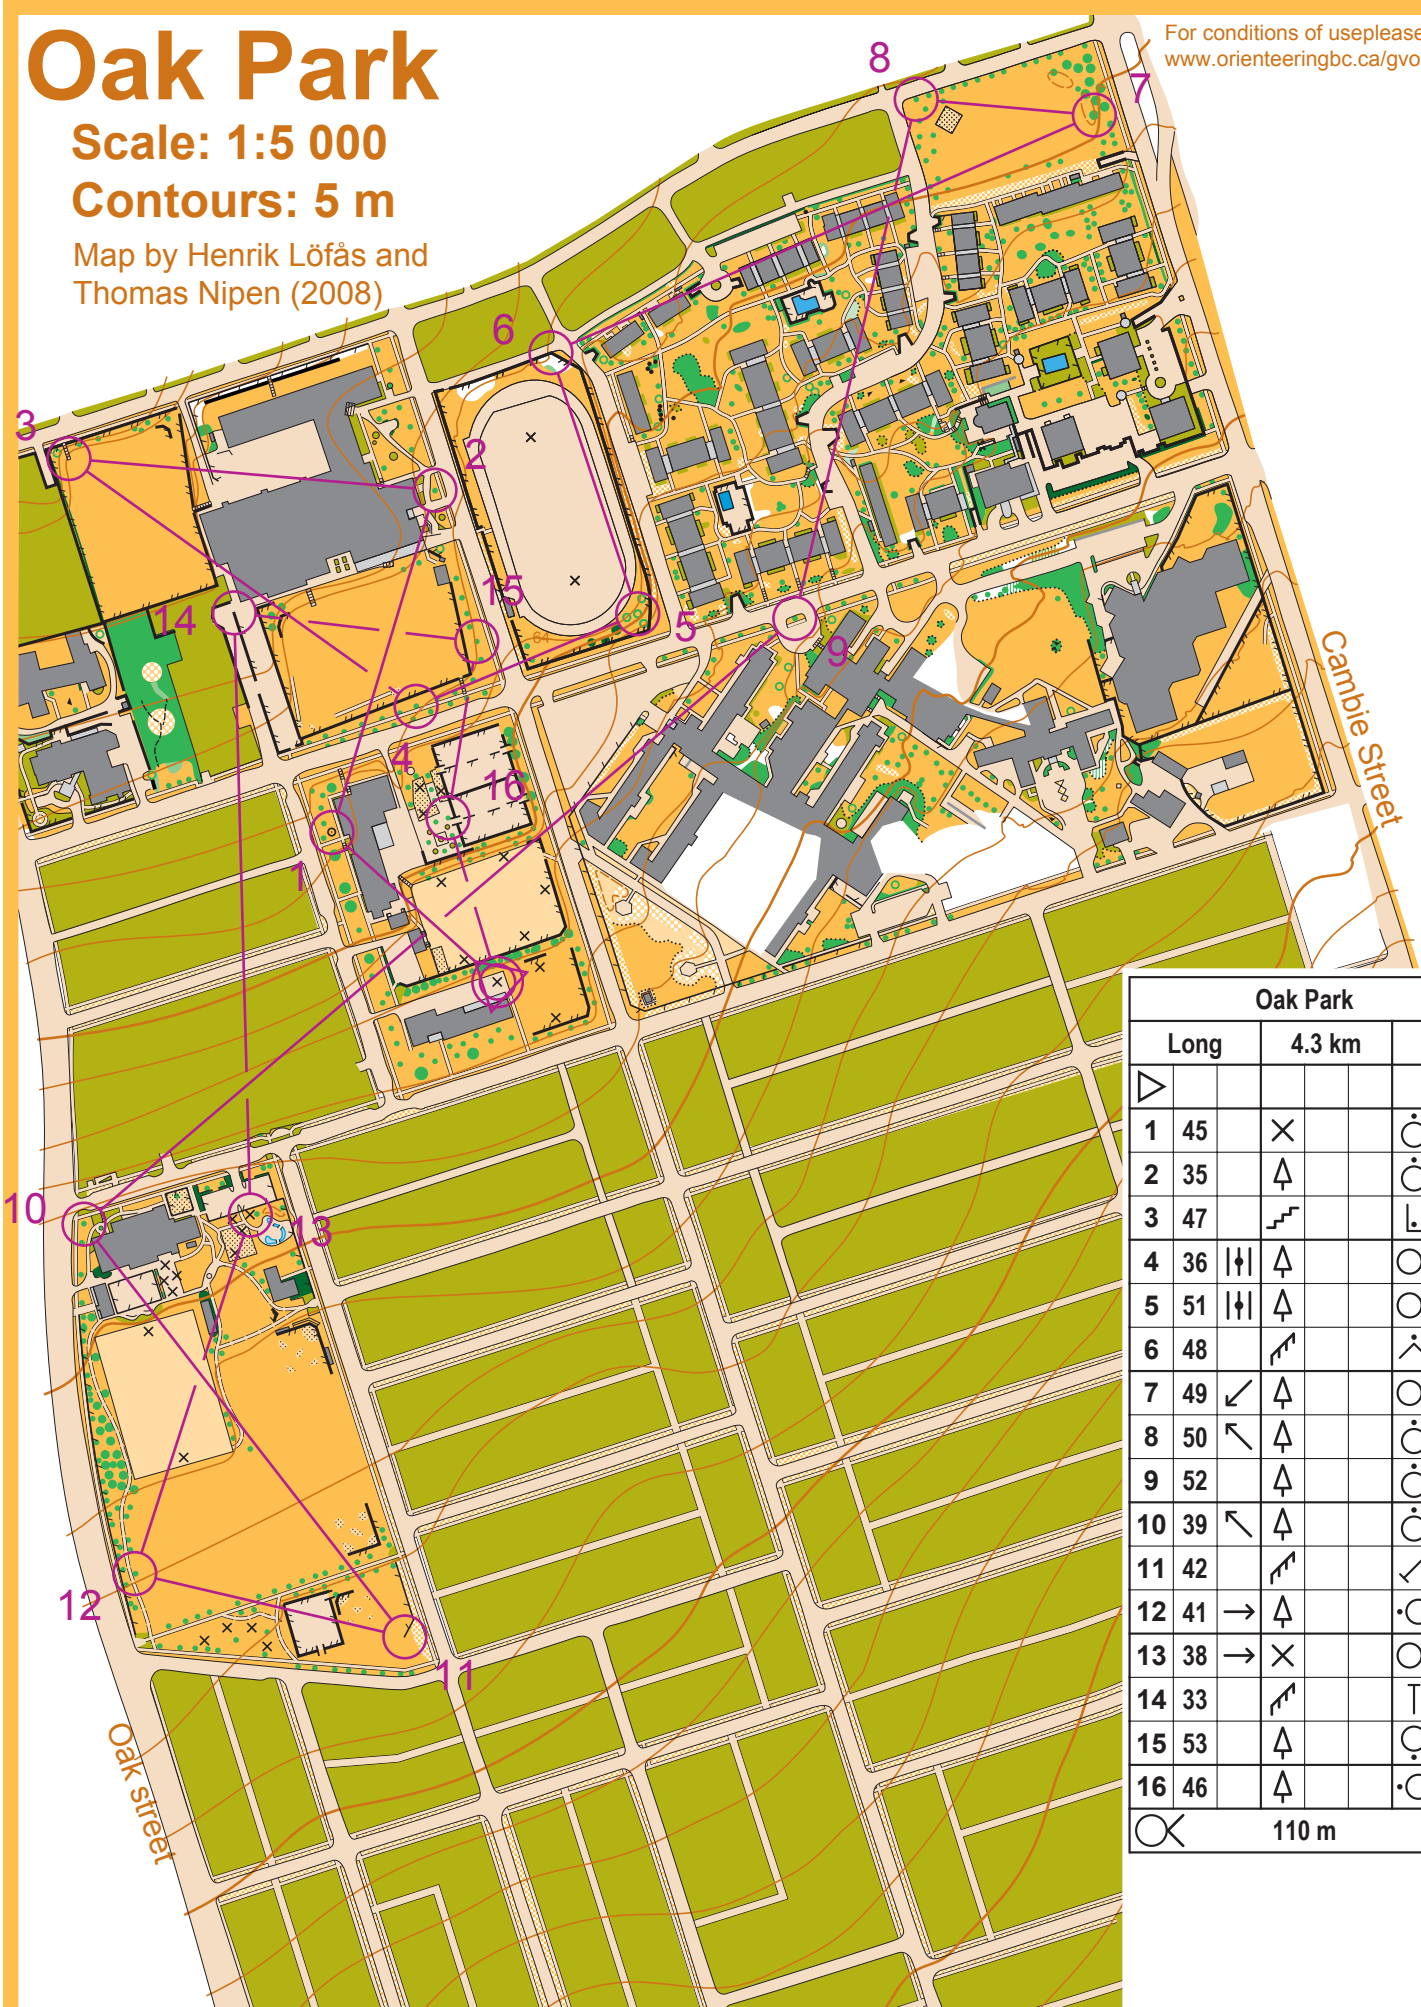 Oak Park
Scale: 1:5 000
Contours: 5 m
Map by Henrik Löfås and
Thomas Nipen (2008)
For conditions of useplease
www.orienteeringbc.ca/gvo
8
7
6
3
2
15
14
5
9
64
4
16
1
Cambie Street
10
13
12
11
Oak street
Oak Park
Long 4.3 km
1 45
2 35
3 47
4 36
5 51
6 48
7 49
8 50
9 52
10 39
11 42
12 41
13 38
14 33
15 53
16 46
110 m